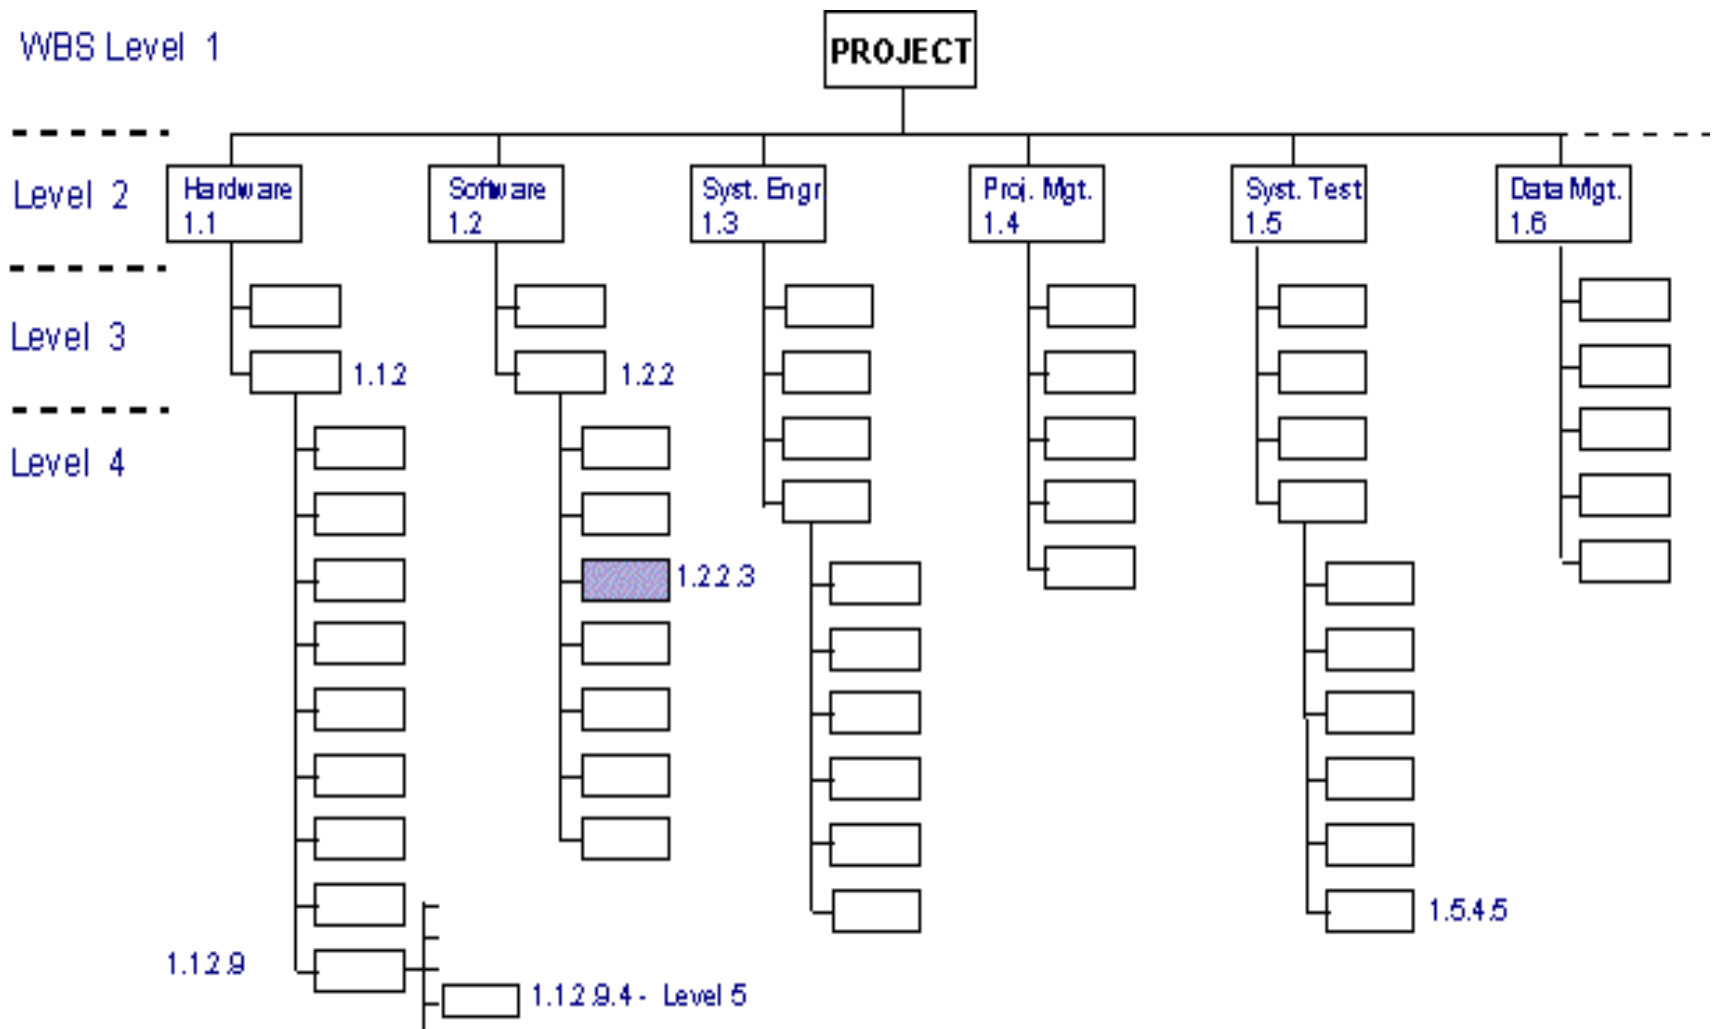 WBS Level 1
PROJECT
Level 2
Hardware
1.1
Software
1.2
Syst. Engr
1.3
Proj. Mgt.
1.4
Syst. Test
1.5
Data Mgt.
1.6
Level 3
1.1.2
1.2.2
Level 4
1.2.2.3
1.5.4.5
1.1.2.9
1.1.2.9.4 - Level 5